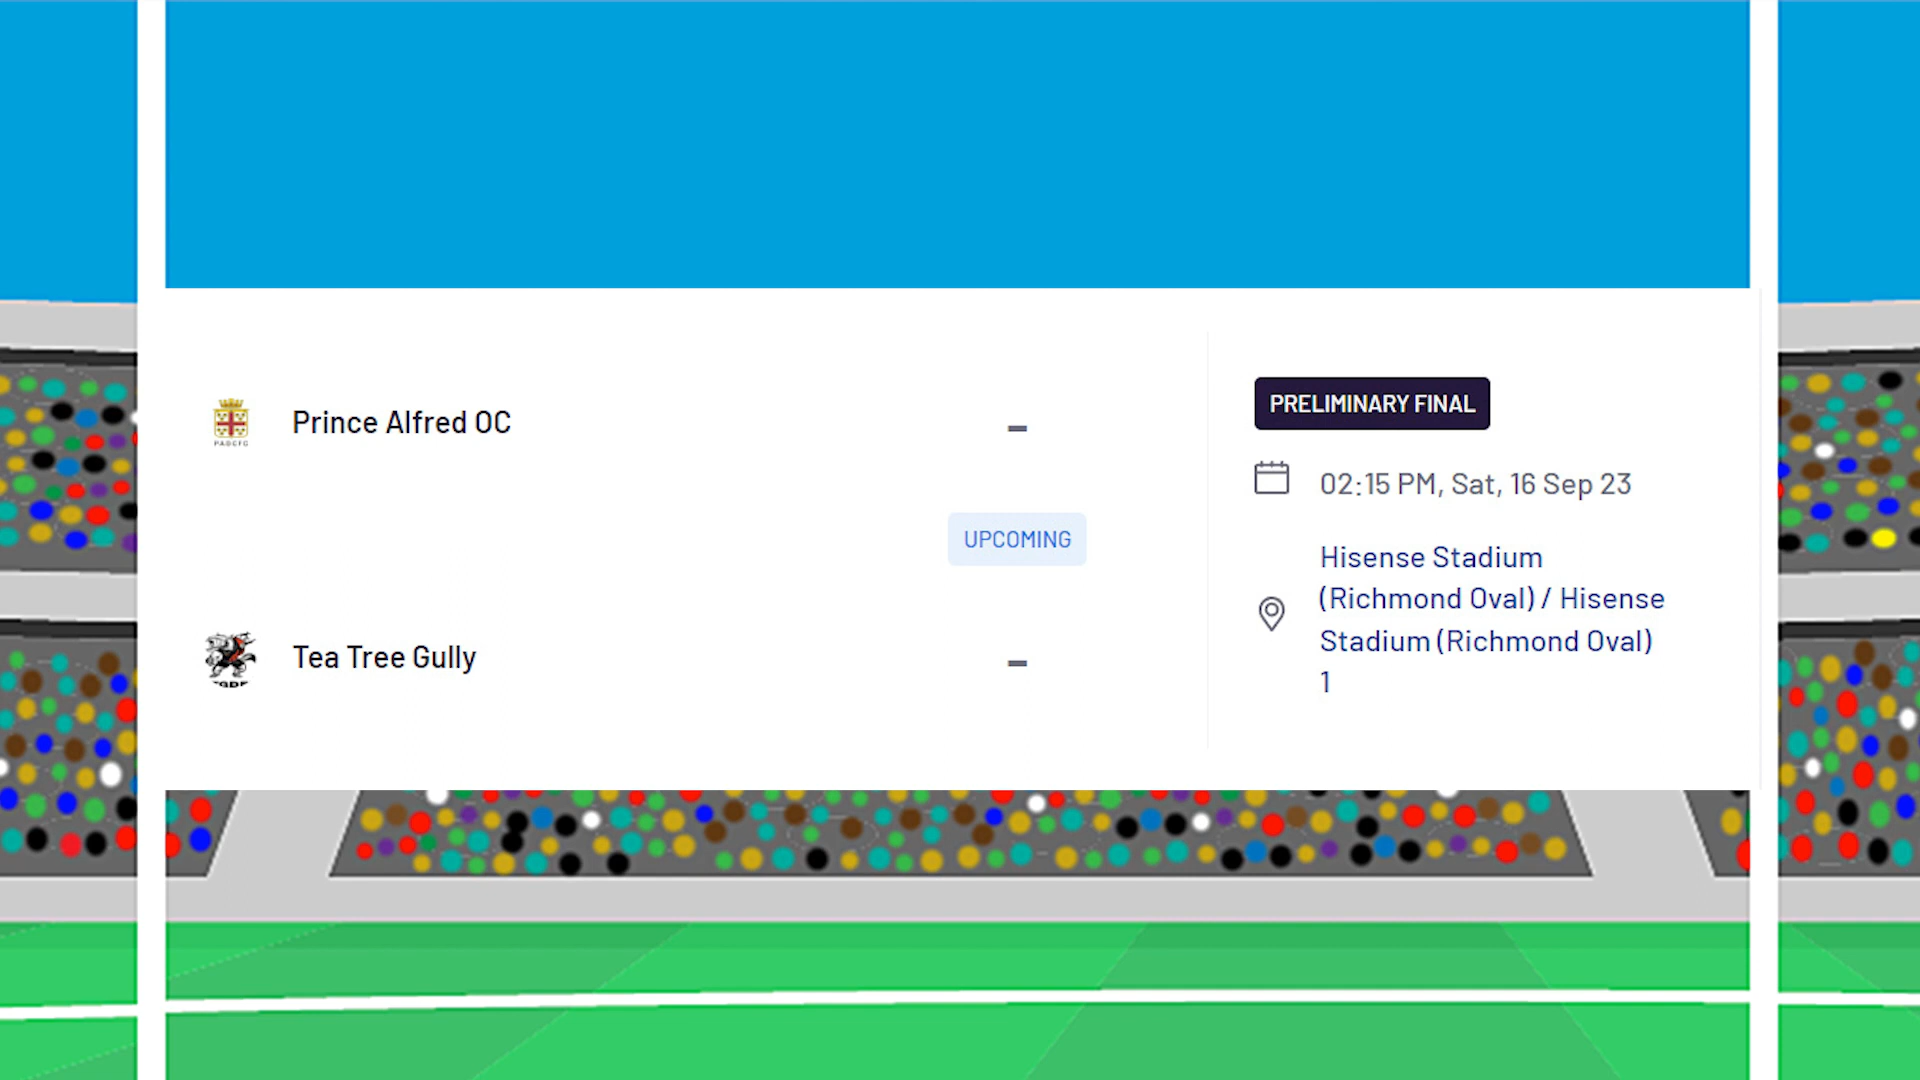 Prince Alfred OC
PADCFC
–
UPCOMING
Tea Tree Gully
–
PRELIMINARY FINAL
02:15 PM, Sat, 16 Sep 23
Hisense Stadium
(Richmond Oval) / Hisense
Stadium (Richmond Oval)
1